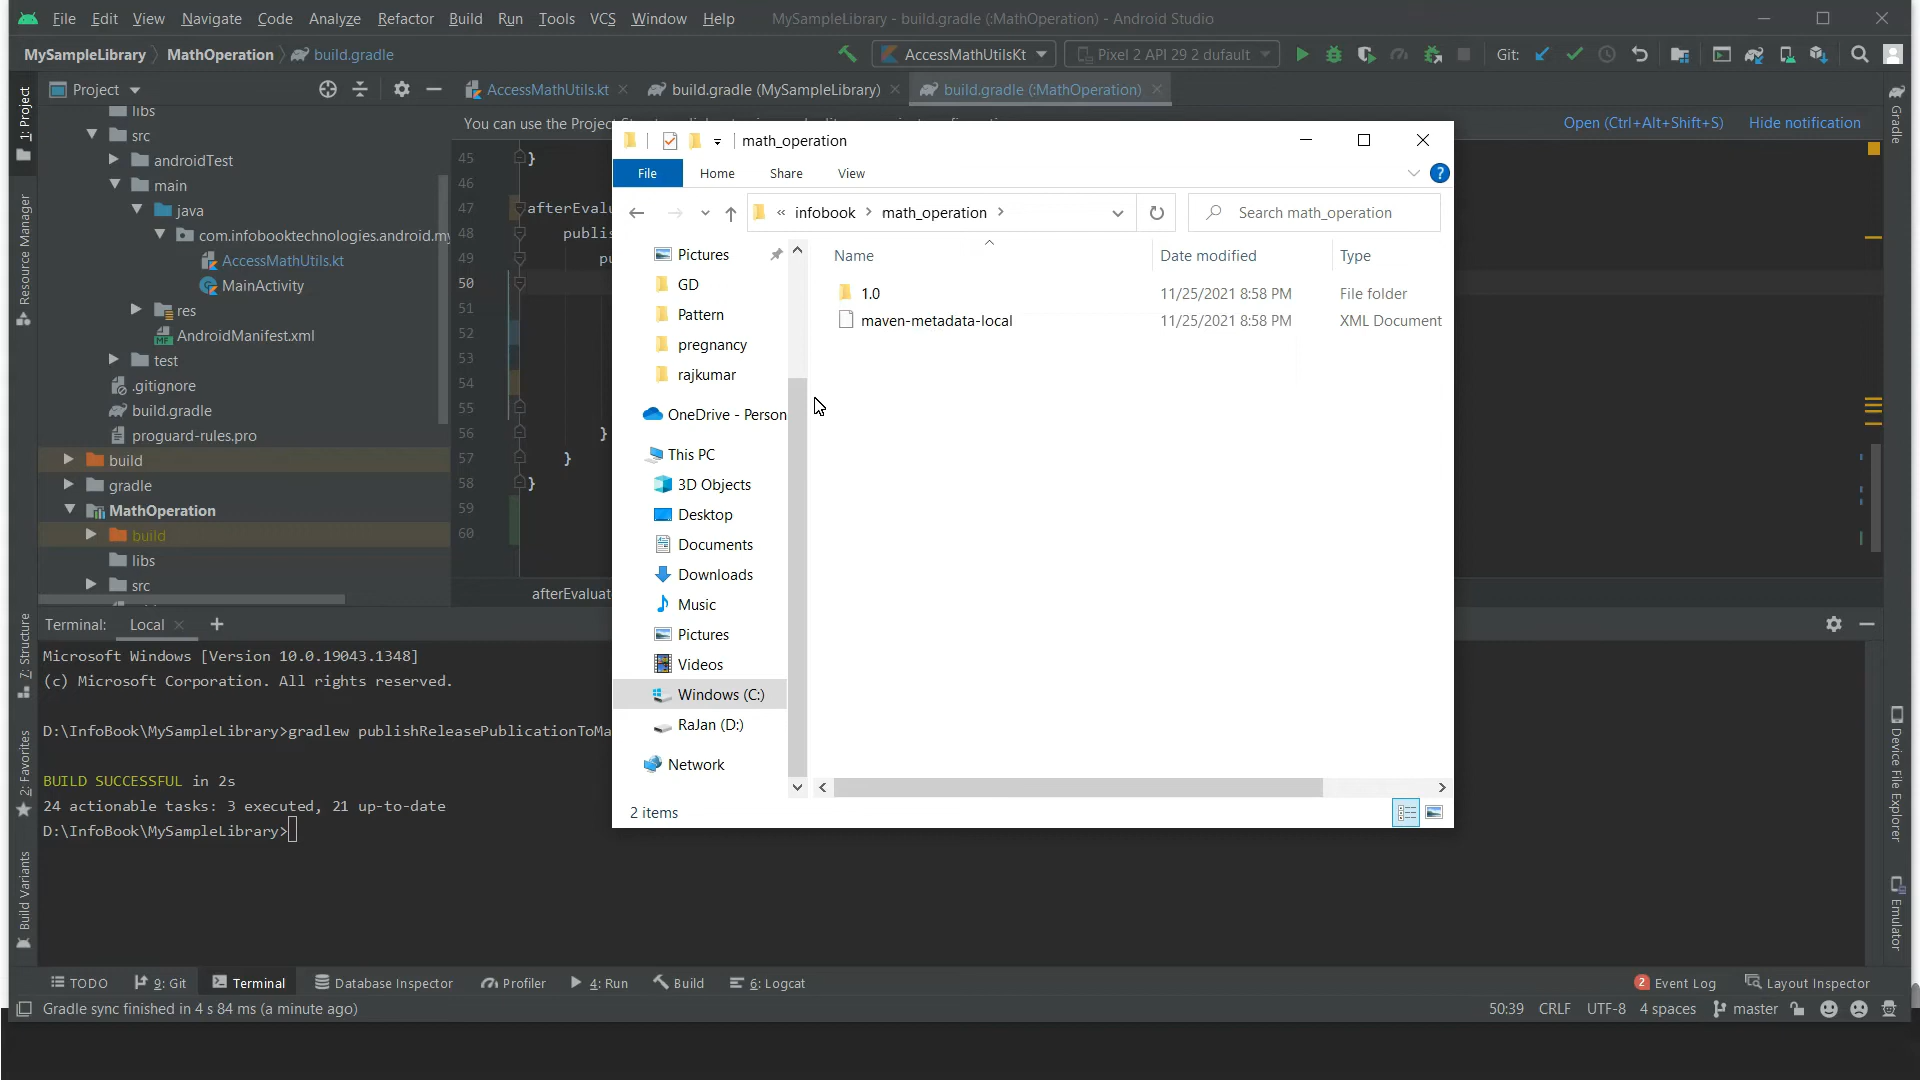 File Edit View Navigate Code Analyze Refactor Build Run Tools VCS Window Help MySampleLibrary - build.gradle (:MathOperation) - Android Studio
MySampleLibrary MathOperation build.gradle AccessMathUtilsKt Pixel 2 API 29 2 dufault Git:
Project AccessMathUtils.kt build.gradle (MySampleLibrary) build.gradle (:MathOperation)
You can use the Project
Open (Ctrl+Alt+Shift+S) Hide notification
1: Project
Resource Manager
7: Structure
2: Favorites
Build Variants
libs
src
androidTest
main
java
com.infobooktechnologies.android.my
AccessMathUtils.kt
MainActivity
res
AndroidManifest.xml
test
.gitignore
build.gradle
proguard-rules.pro
build
gradle
MathOperation
build
libs
src
45 }
46
47 afterEvalu
48 publis
49 pu
50
51
52
53
54
55
56 }
57 }
58 }
59
60
afterEvaluat
math_operation
File Home Share View
« infobook math_operation Search math_operation
Name Date modified Type
1.0 11/25/2021 8:58 PM File folder
maven-metadata-local 11/25/2021 8:58 PM XML Document
Pictures
GD
Pattern
pregnancy
rajkumar
OneDrive - Person
This PC
3D Objects
Desktop
Documents
Downloads
Music
Pictures
Videos
Windows (C:)
RaJan (D:)
Network
2 items
Gradle
Device File Explorer
Emulator
Terminal: Local +
Microsoft Windows [Version 10.0.19043.1348]
(c) Microsoft Corporation. All rights reserved.
D:\InfoBook\MySampleLibrary>gradlew publishReleasePublicationToMa
BUILD SUCCESSFUL in 2s
24 actionable tasks: 3 executed, 21 up-to-date
D:\InfoBook\MySampleLibrary>
TODO 9: Git Terminal Database Inspector Profiler 4: Run Build 6: Logcat 2 Event Log Layout Inspector
Gradle sync finished in 4 s 84 ms (a minute ago) 50:39 CRLF UTF-8 4 spaces master